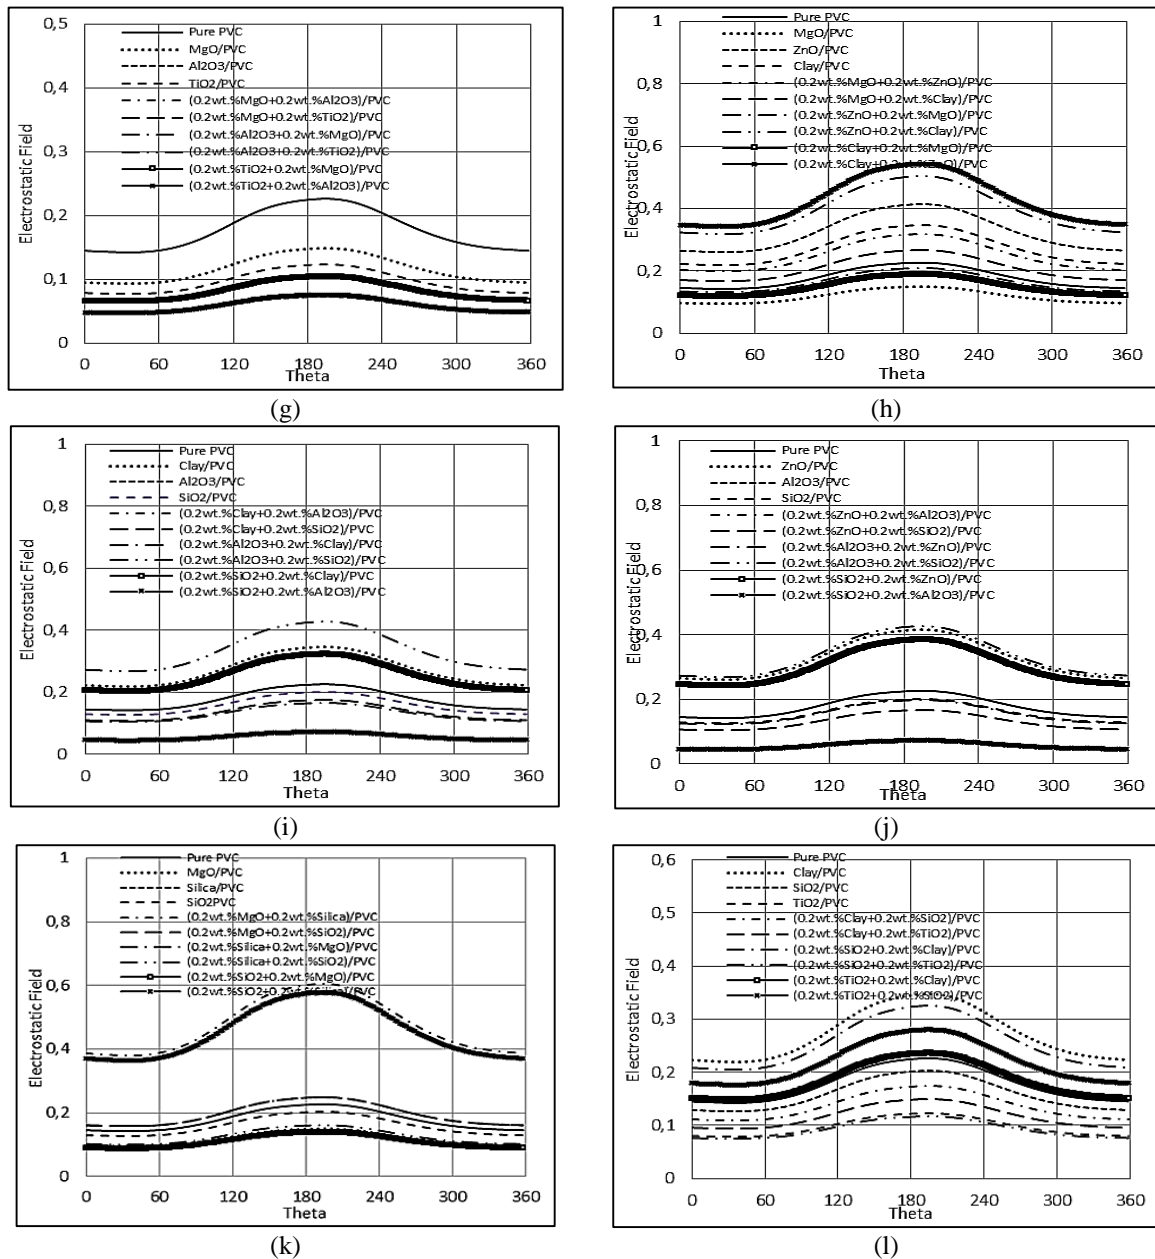 0,5
0,4
0,3
0,2
0,1
0
Electrostatic Field
Pure PVC
MgO/PVC
Al2O3/PVC
TiO2/PVC
(0.2wt.%MgO+0.2wt.%Al2O3)/PVC
(0.2wt.%MgO+0.2wt.%TiO2)/PVC
(0.2wt.%Al2O3+0.2wt.%MgO)/PVC
(0.2wt.%Al2O3+0.2wt.%TiO2)/PVC
(0.2wt.%TiO2+0.2wt.%MgO)/PVC
(0.2wt.%TiO2+0.2wt.%Al2O3)/PVC
0 60 120 180 240 300 360
Theta
(g)
1
0,8
0,6
0,4
0,2
0
Electrostatic Field
Pure PVC
MgO/PVC
ZnO/PVC
Clay/PVC
(0.2wt.%MgO+0.2wt.%ZnO)/PVC
(0.2wt.%MgO+0.2wt.%Clay)/PVC
(0.2wt.%ZnO+0.2wt.%MgO)/PVC
(0.2wt.%ZnO+0.2wt.%Clay)/PVC
(0.2wt.%Clay+0.2wt.%MgO)/PVC
(0.2wt.%Clay+0.2wt.%ZnO)/PVC
0 60 120 180 240 300 360
Theta
(h)
1
0,8
0,6
0,4
0,2
0
Electrostatic Field
Pure PVC
Clay/PVC
Al2O3/PVC
SiO2/PVC
(0.2wt.%Clay+0.2wt.%Al2O3)/PVC
(0.2wt.%Clay+0.2wt.%SiO2)/PVC
(0.2wt.%Al2O3+0.2wt.%Clay)/PVC
(0.2wt.%Al2O3+0.2wt.%SiO2)/PVC
(0.2wt.%SiO2+0.2wt.%Clay)/PVC
(0.2wt.%SiO2+0.2wt.%Al2O3)/PVC
0 60 120 180 240 300 360
Theta
(i)
1
0,8
0,6
0,4
0,2
0
Electrostatic Field
Pure PVC
ZnO/PVC
Al2O3/PVC
SiO2/PVC
(0.2wt.%ZnO+0.2wt.%Al2O3)/PVC
(0.2wt.%ZnO+0.2wt.%SiO2)/PVC
(0.2wt.%Al2O3+0.2wt.%ZnO)/PVC
(0.2wt.%Al2O3+0.2wt.%SiO2)/PVC
(0.2wt.%SiO2+0.2wt.%ZnO)/PVC
(0.2wt.%SiO2+0.2wt.%Al2O3)/PVC
0 60 120 180 240 300 360
Theta
(j)
1
0,8
0,6
0,4
0,2
0
Electrostatic Field
Pure PVC
MgO/PVC
Silica/PVC
SiO2PVC
(0.2wt.%MgO+0.2wt.%Silica)/PVC
(0.2wt.%MgO+0.2wt.%SiO2)/PVC
(0.2wt.%Silica+0.2wt.%MgO)/PVC
(0.2wt.%Silica+0.2wt.%SiO2)/PVC
(0.2wt.%SiO2+0.2wt.%MgO)/PVC
(0.2wt.%SiO2+0.2wt.%Silica)/PVC
0 60 120 180 240 300 360
Theta
(k)
0,6
0,5
0,4
0,3
0,2
0,1
0
Electrostatic Field
Pure PVC
Clay/PVC
SiO2/PVC
TiO2/PVC
(0.2wt.%Clay+0.2wt.%SiO2)/PVC
(0.2wt.%Clay+0.2wt.%TiO2)/PVC
(0.2wt.%SiO2+0.2wt.%Clay)/PVC
(0.2wt.%SiO2+0.2wt.%TiO2)/PVC
(0.2wt.%TiO2+0.2wt.%Clay)/PVC
(0.2wt.%TiO2+0.2wt.%SiO2)/PVC
0 60 120 180 240 300 360
Theta
(l)